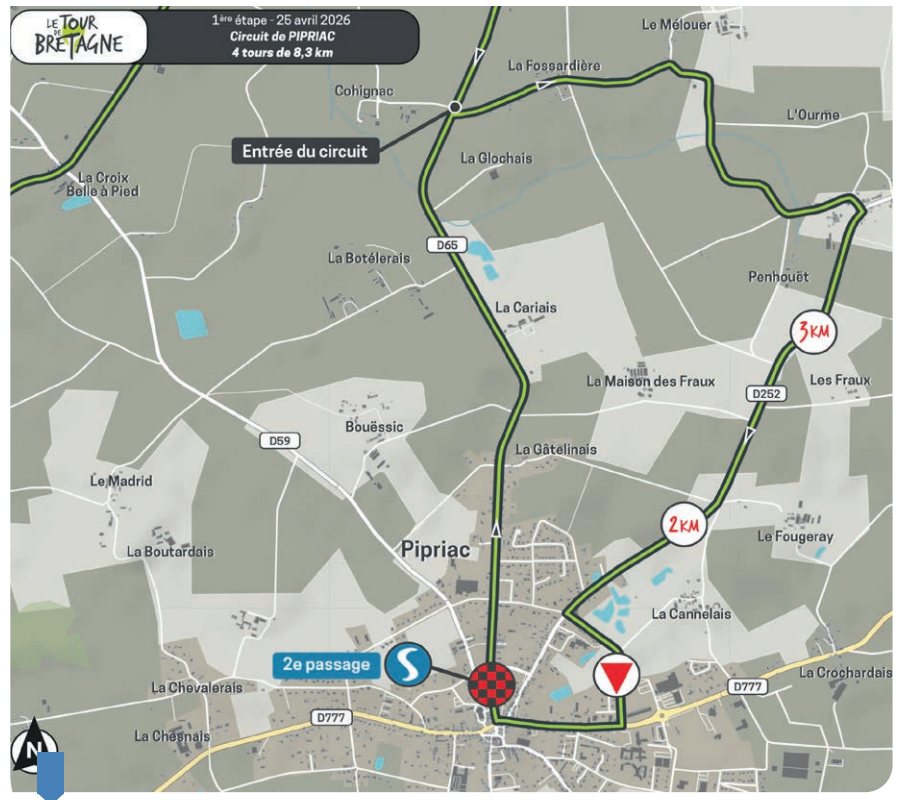 LE TOUR
DE
BRETAGNE
1ère étape - 25 avril 2026
Circuit de PIPRIAC
4 tours de 8,3 km
Le Mélouer
La Fossardière
Cohignac
L'Ourme
Entrée du circuit
La Glochais
La Croix
Belle à Pied
D65
La Botélerais
Penhouët
La Cariais
3KM
La Maison des Fraux
Les Fraux
D252
Bouëssic
D59
La Gâtelinais
Le Madrid
2KM
Le Fougeray
La Boutardais
Pipriac
La Cannelais
2e passage
La Crochardais
La Chevalerais
D777
D777
La Chesnais
N